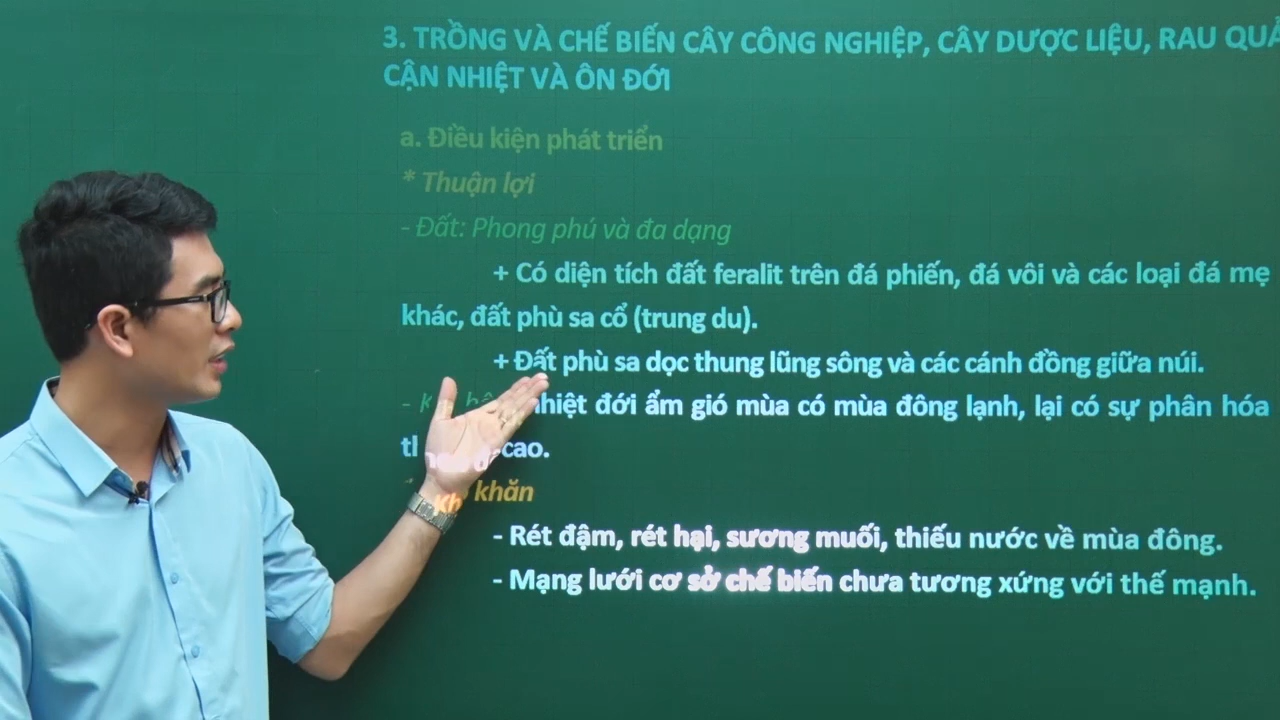 3. TRỒNG VÀ CHẾ BIẾN CÂY CÔNG NGHIỆP, CÂY DƯỢC LIỆU, RAU QUẢ
CẬN NHIỆT VÀ ÔN ĐỚI
a. Điều kiện phát triển
* Thuận lợi
- Đất: Phong phú và đa dạng
+ Có diện tích đất feralit trên đá phiến, đá vôi và các loại đá mẹ
khác, đất phù sa cổ (trung du).
+ Đất phù sa dọc thung lũng sông và các cánh đồng giữa núi.
- nhiệt đới ẩm gió mùa có mùa đông lạnh, lại có sự phân hóa
cao.
* Khó khăn
- Rét đậm, rét hại, sương muối, thiếu nước về mùa đông.
- Mạng lưới cơ sở chế biến chưa tương xứng với thế mạnh.